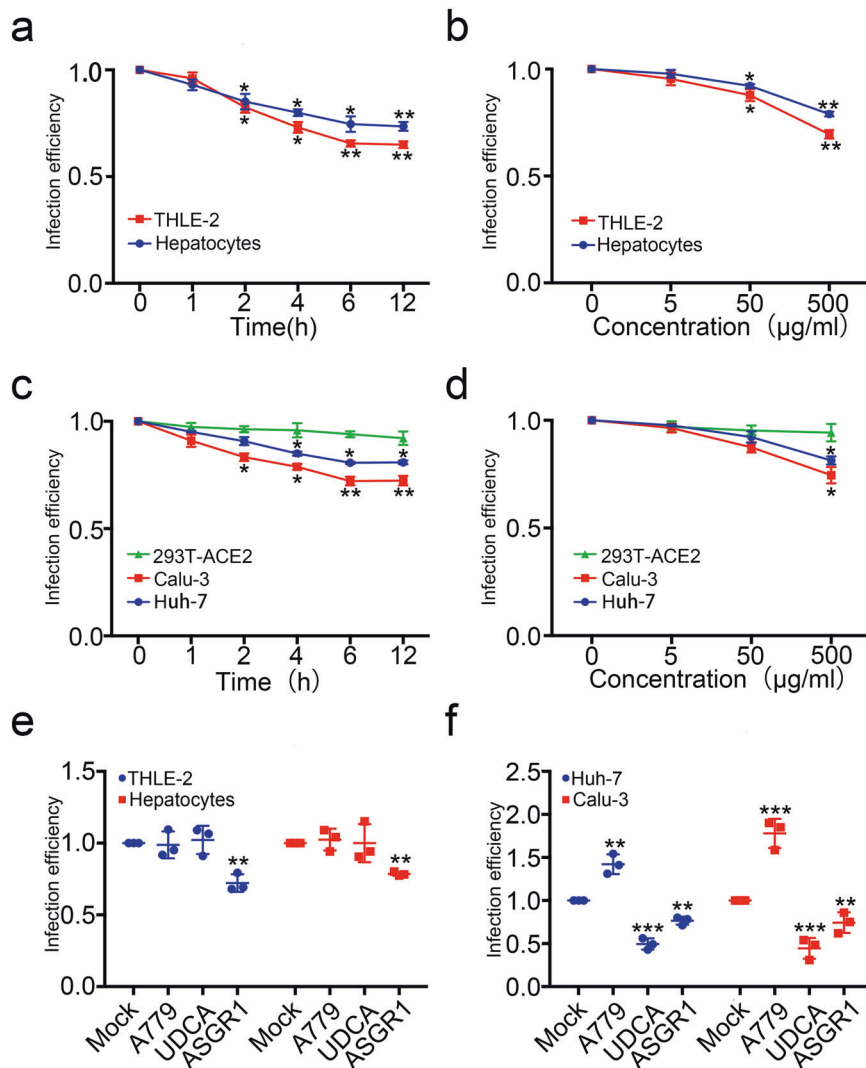 a
1.0
0.5
0.0
Infection efficiency
* * * **
* * ** **
THLE-2
Hepatocytes
0 1 2 4 6 12
Time(h)
b
1.0
0.5
0.0
Infection efficiency
* **
* **
THLE-2
Hepatocytes
0 5 50 500
Concentration (μg/ml)
c
1.0
0.5
0.0
Infection efficiency
* * *
* * ** **
293T-ACE2
Calu-3
Huh-7
0 1 2 4 6 12
Time (h)
d
1.0
0.5
0.0
Infection efficiency
*
*
293T-ACE2
Calu-3
Huh-7
0 5 50 500
Concentration (μg/ml)
e
1.5
1.0
0.5
0.0
Infection efficiency
THLE-2
Hepatocytes
** **
Mock A779 UDCA ASGR1 Mock A779 UDCA ASGR1
f
2.5
2.0
1.5
1.0
0.5
0.0
Infection efficiency
Huh-7
Calu-3
** *** ** *** *** **
Mock A779 UDCA ASGR1 Mock A779 UDCA ASGR1